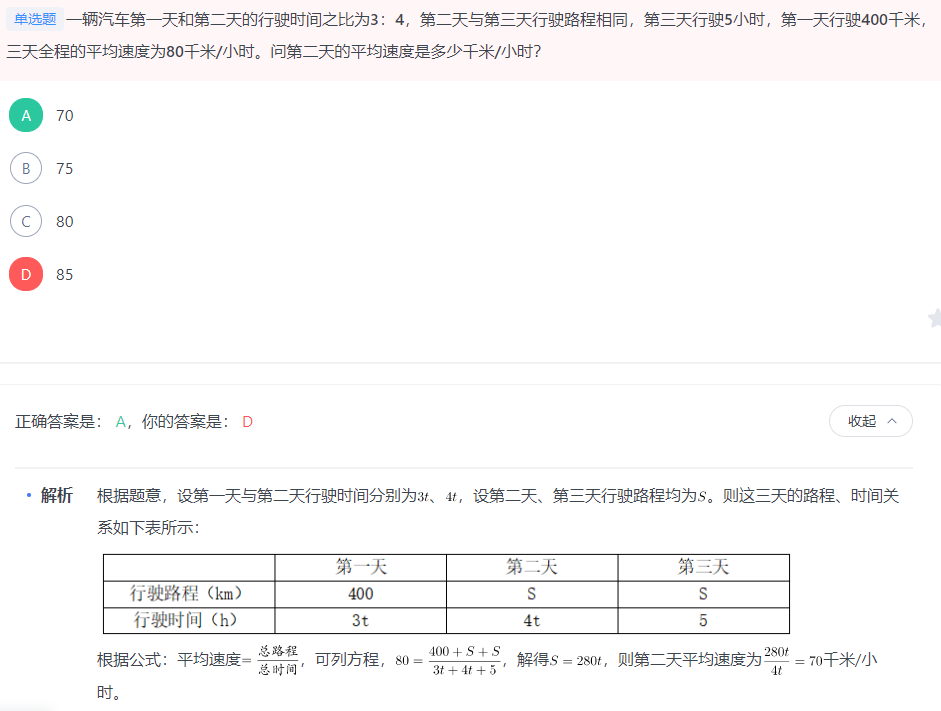 单选题 一辆汽车第一天和第二天的行驶时间之比为3：4，第二天与第三天行驶路程相同，第三天行驶5小时，第一天行驶400千米，
三天全程的平均速度为80千米/小时。问第二天的平均速度是多少千米/小时?
A 70
B 75
C 80
D 85
正确答案是： A，你的答案是： D 收起
• 解析 根据题意，设第一天与第二天行驶时间分别为3t、4t，设第二天、第三天行驶路程均为S。则这三天的路程、时间关
系如下表所示：
第一天 第二天 第三天
行驶路程（km） 400 S S
行驶时间（h） 3t 4t 5
根据公式：平均速度=总路程/总时间，可列方程，80=(400+S+S)/(3t+4t+5)，解得S=280t，则第二天平均速度为280t/4t=70千米/小
时。